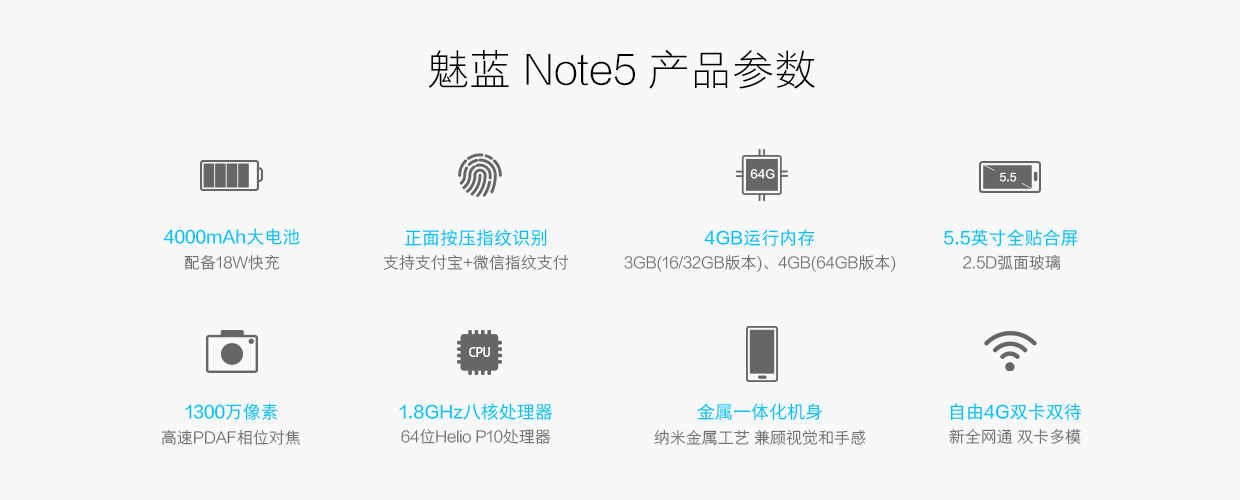 魅蓝 Note5 产品参数
64G
5.5
4000mAh大电池
正面按压指纹识别
4GB运行内存
5.5英寸全贴合屏
配备18W快充
支持支付宝+微信指纹支付
3GB(16/32GB版本)、4GB(64GB版本)
2.5D弧面玻璃
CPU
1300万像素
1.8GHz八核处理器
金属一体化机身
自由4G双卡双待
高速PDAF相位对焦
64位Helio P10处理器
纳米金属工艺 兼顾视觉和手感
新全网通 双卡多模